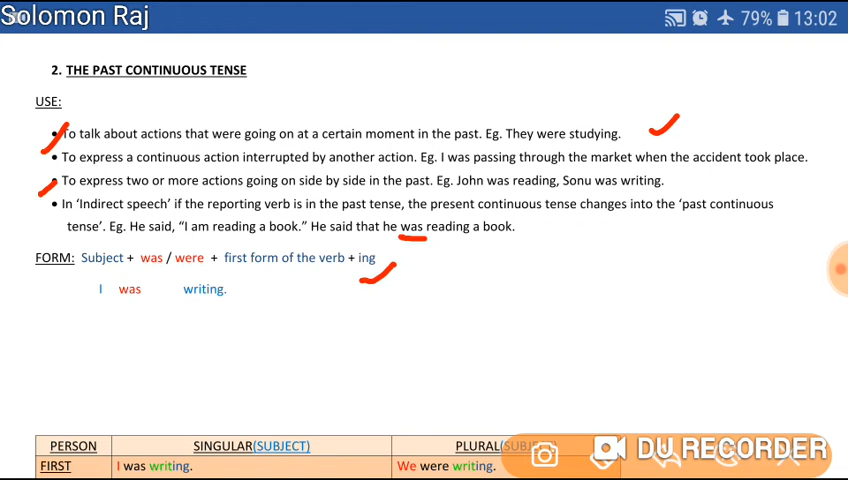 Solomon Raj
79% 13:02
2. THE PAST CONTINUOUS TENSE
USE:
• To talk about actions that were going on at a certain moment in the past. Eg. They were studying.
• To express a continuous action interrupted by another action. Eg. I was passing through the market when the accident took place.
• To express two or more actions going on side by side in the past. Eg. John was reading, Sonu was writing.
• In ‘Indirect speech’ if the reporting verb is in the past tense, the present continuous tense changes into the ‘past continuous
tense’. Eg. He said, “I am reading a book.” He said that he was reading a book.
FORM: Subject + was / were + first form of the verb + ing
I was writing.
PERSON SINGULAR(SUBJECT) PLURAL(SUBJECT)
FIRST I was writing. We were writing.
DU RECORDER